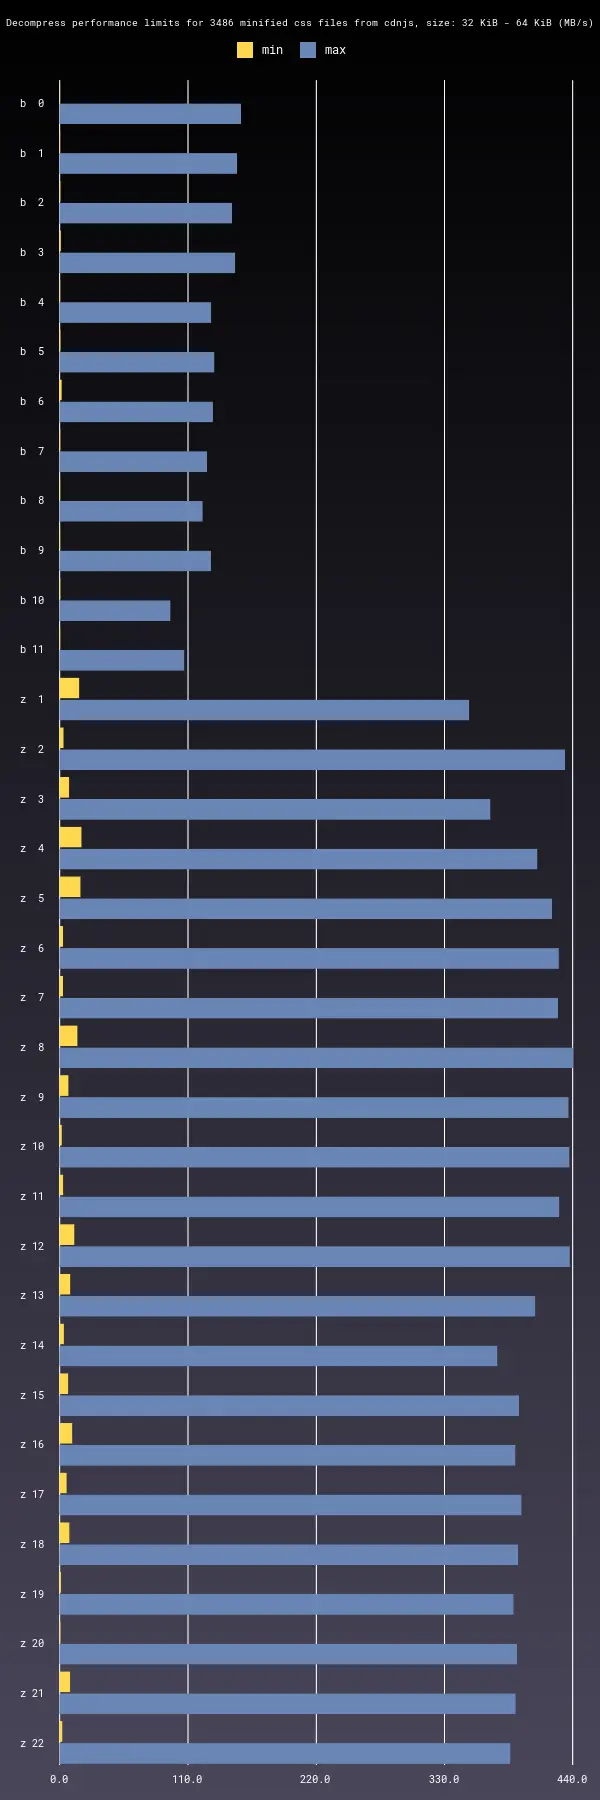 Decompress performance limits for 3486 minified css files from cdnjs, size: 32 KiB - 64 KiB (MB/s)
min max
b 0
b 1
b 2
b 3
b 4
b 5
b 6
b 7
b 8
b 9
b 10
b 11
z 1
z 2
z 3
z 4
z 5
z 6
z 7
z 8
z 9
z 10
z 11
z 12
z 13
z 14
z 15
z 16
z 17
z 18
z 19
z 20
z 21
z 22
0.0 110.0 220.0 330.0 440.0